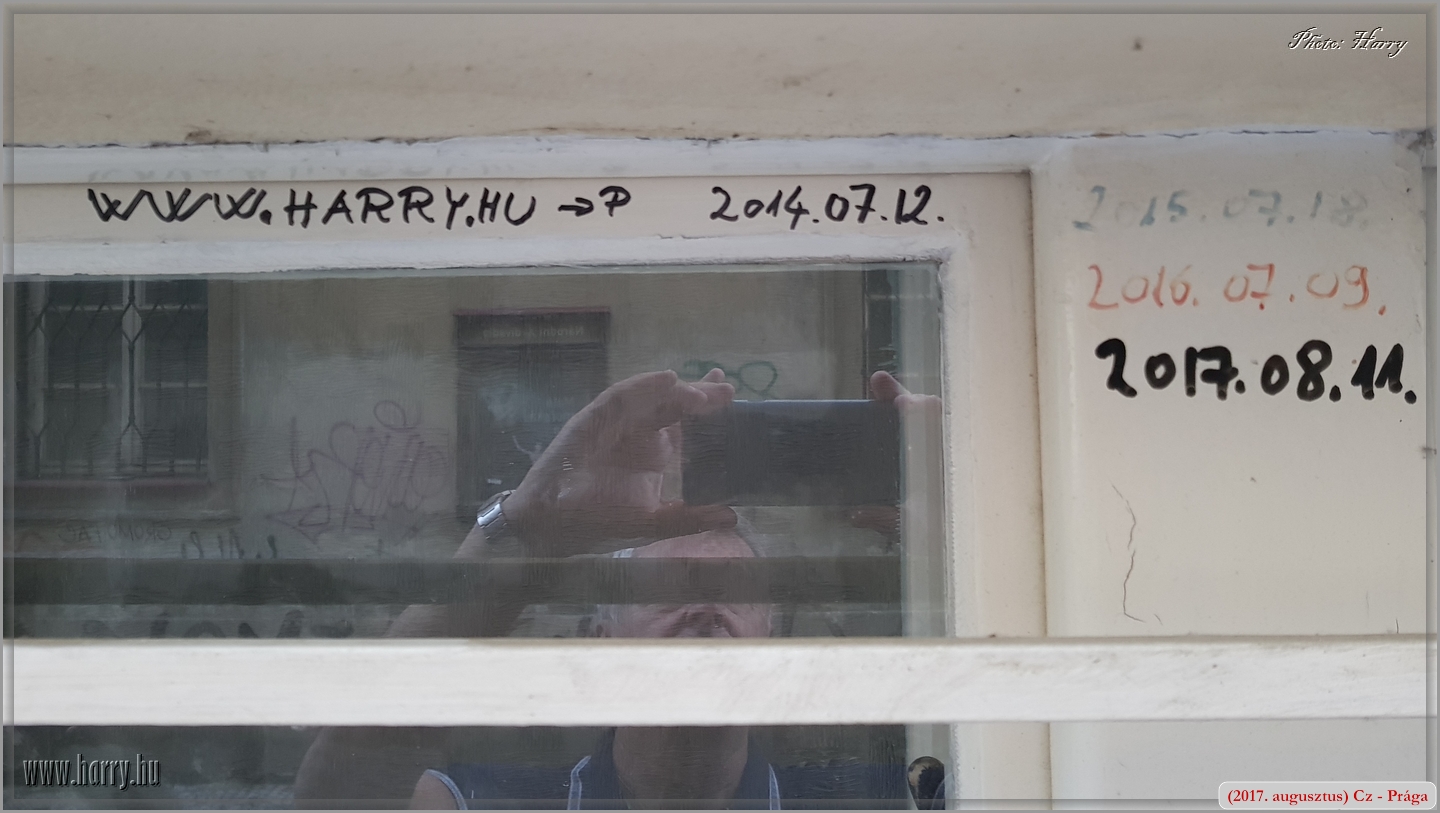 Photo: Harry
WWW.HARRY.HU → P 2014.07.12.
2015.07.18.
2016.07.09.
2017.08.11.
www.harry.hu
(2017. augusztus) Cz - Prága